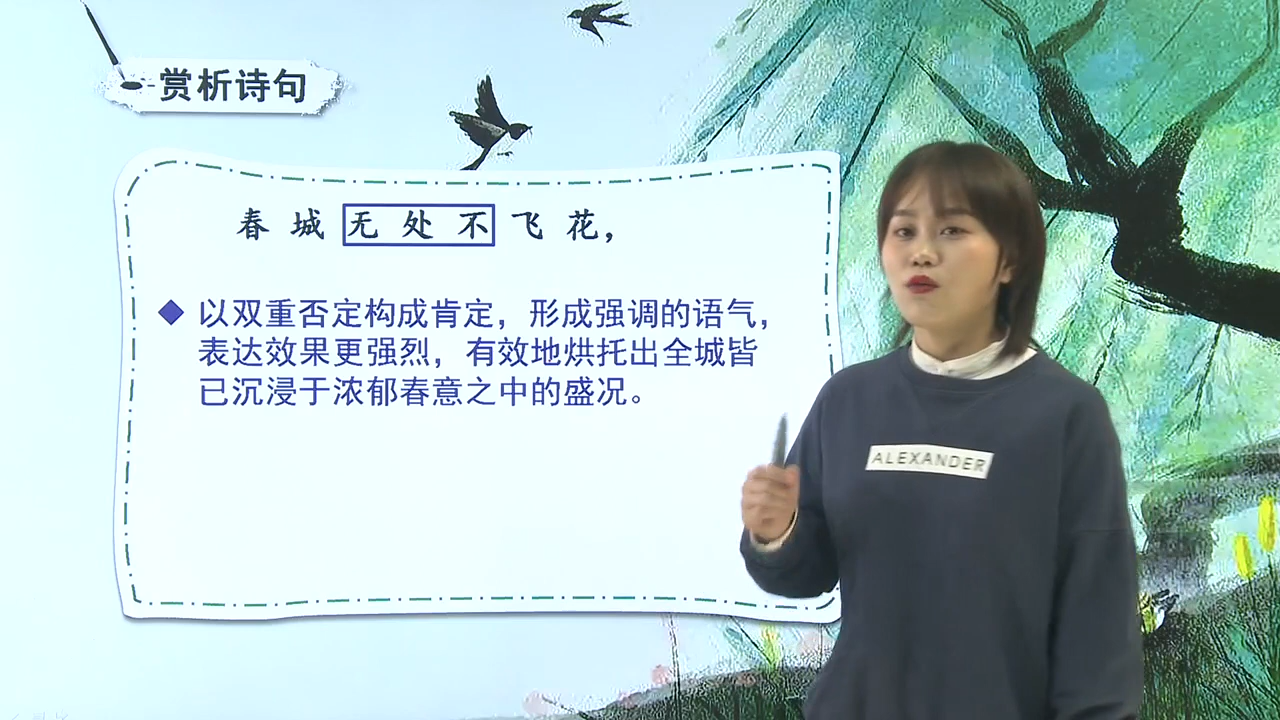 赏析诗句
春城无处不飞花，
以双重否定构成肯定，形成强调的语气，
表达效果更强烈，有效地烘托出全城皆
已沉浸于浓郁春意之中的盛况。
ALEXANDER